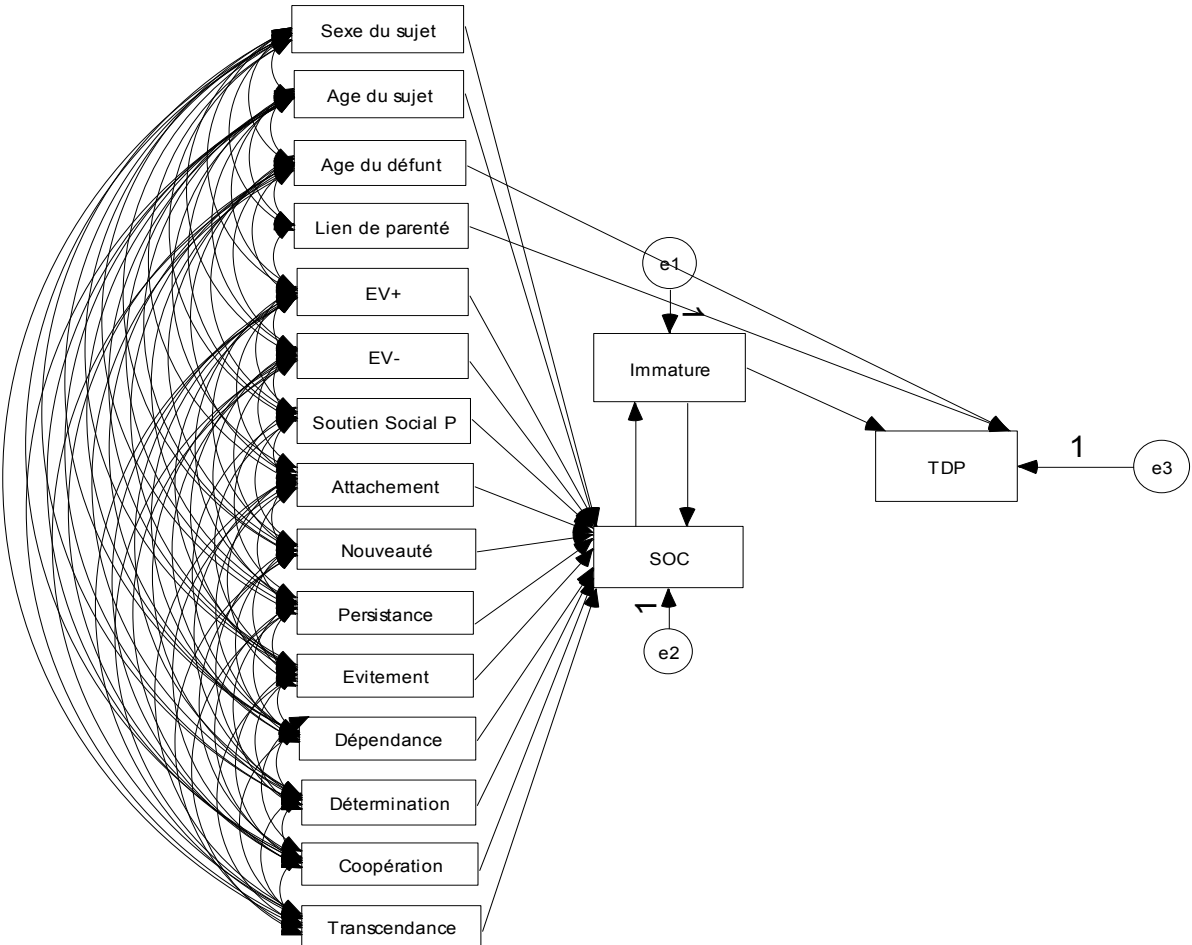 Sexe du sujet
Age du sujet
Age du défunt
Lien de parenté
EV+
EV-
Soutien Social P
Attachement
Nouveauté
Persistance
Evitement
Dépendance
Détermination
Coopération
Transcendance
e1
1
Immature
SOC
1
e2
TDP
1
e3